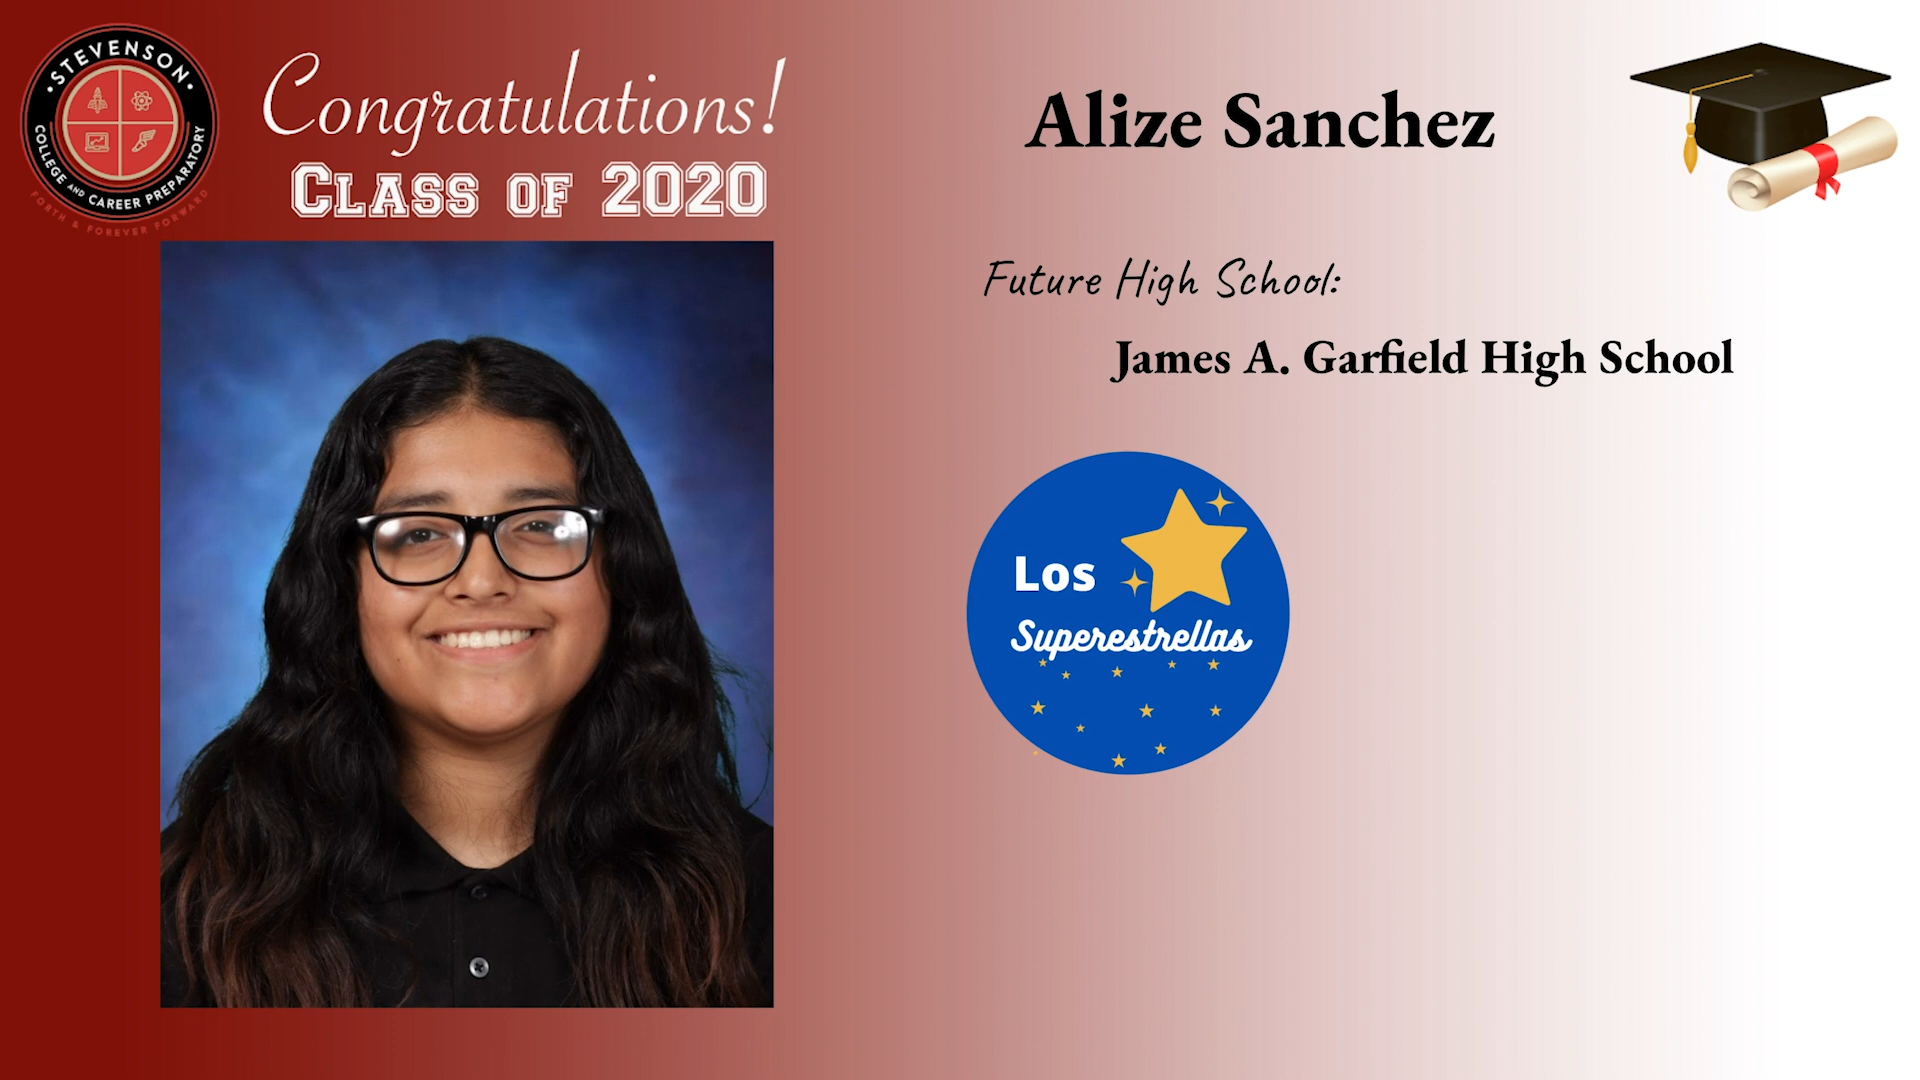 STEVENSON
COLLEGE AND CAREER PREPARATORY
FORTH & FOREVER FORWARD
Congratulations!
CLASS OF 2020
Alize Sanchez
Future High School:
James A. Garfield High School
Los
Superestrellas